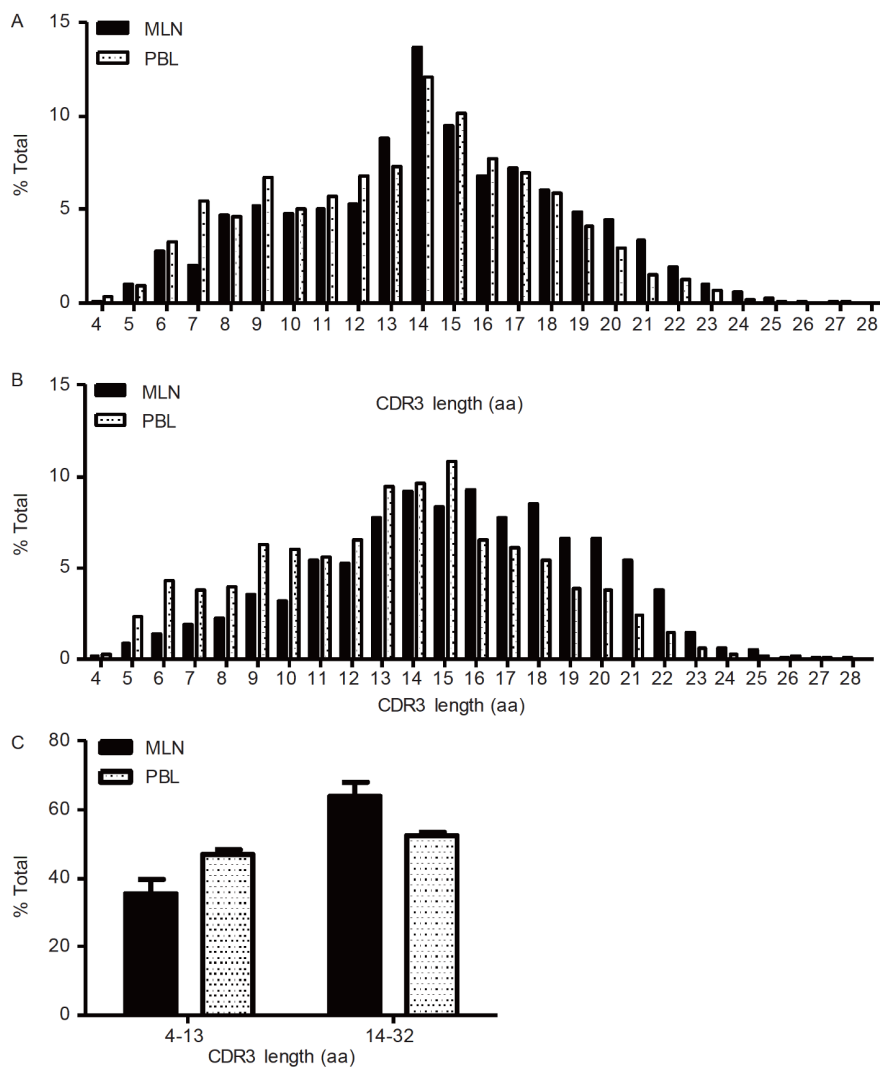 A
MLN
PBL
% Total
15
10
5
0
4 5 6 7 8 9 10 11 12 13 14 15 16 17 18 19 20 21 22 23 24 25 26 27 28
CDR3 length (aa)
B
MLN
PBL
% Total
15
10
5
0
4 5 6 7 8 9 10 11 12 13 14 15 16 17 18 19 20 21 22 23 24 25 26 27 28
CDR3 length (aa)
C
MLN
PBL
% Total
80
60
40
20
0
4-13 14-32
CDR3 length (aa)